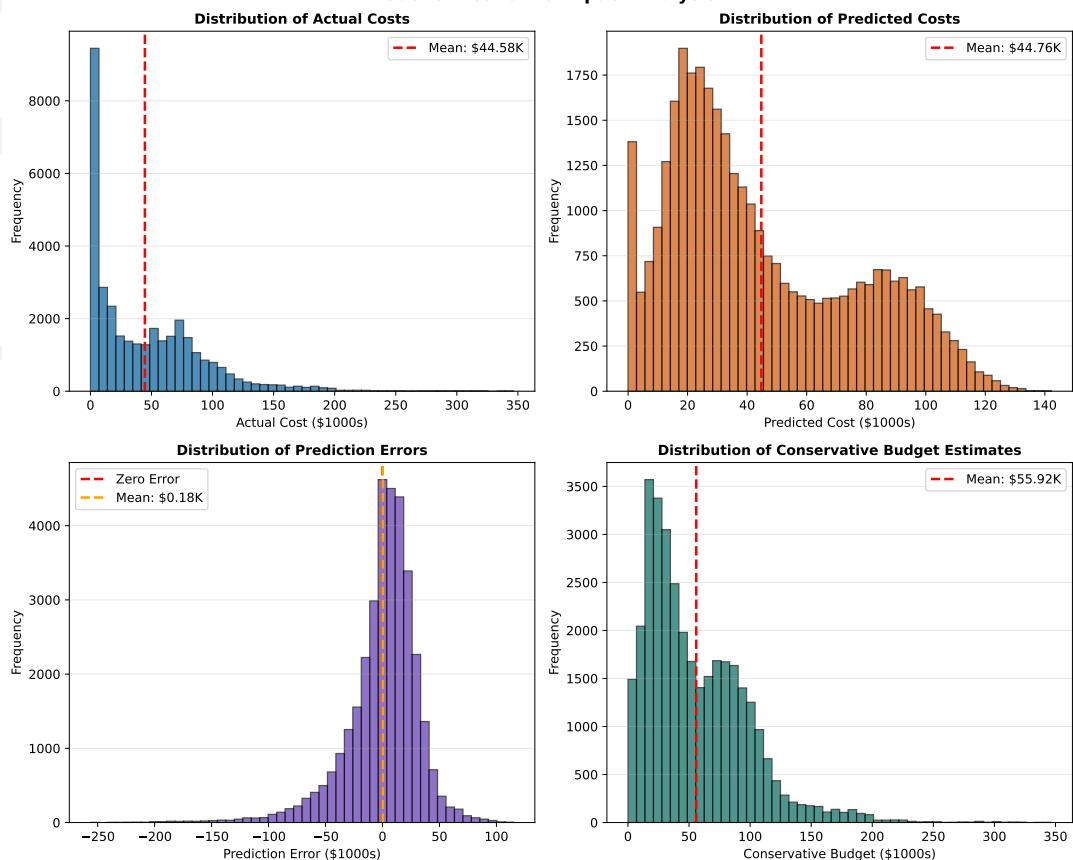 Distribution of Actual Costs
Mean: $44.58K
Frequency
8000
6000
4000
2000
0
0 50 100 150 200 250 300 350
Actual Cost ($1000s)
Distribution of Predicted Costs
Mean: $44.76K
Frequency
1750
1500
1250
1000
750
500
250
0
0 20 40 60 80 100 120 140
Predicted Cost ($1000s)
Distribution of Prediction Errors
Zero Error
Mean: $0.18K
Frequency
4000
3000
2000
1000
0
−250 −200 −150 −100 −50 0 50 100
Prediction Error ($1000s)
Distribution of Conservative Budget Estimates
Mean: $55.92K
Frequency
3500
3000
2500
2000
1500
1000
500
0
0 50 100 150 200 250 300 350
Conservative Budget ($1000s)